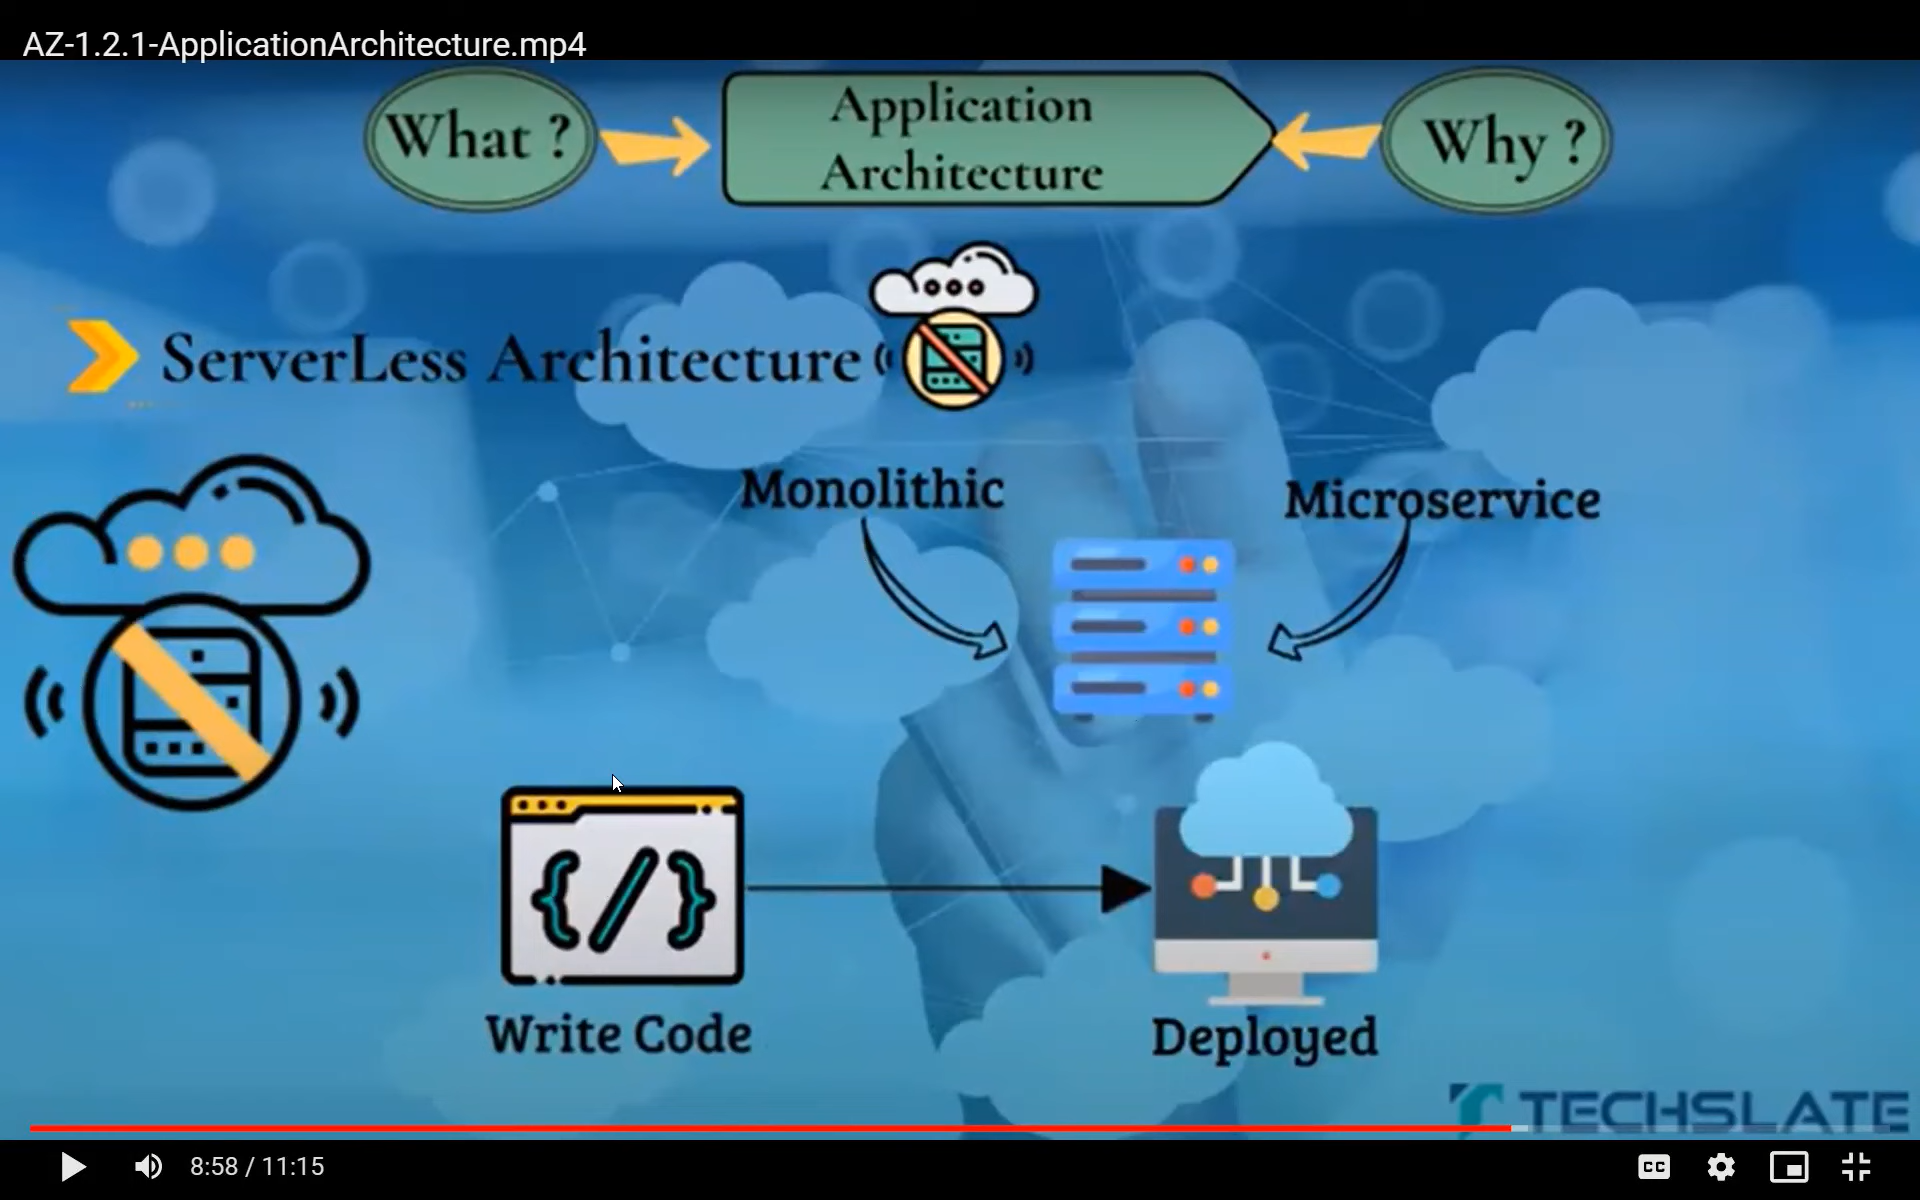 AZ-1.2.1-ApplicationArchitecture.mp4
What ?
Application
Architecture
Why ?
ServerLess Architecture
Monolithic
Microservice
{/}
Write Code
Deployed
TECHSLATE
8:58 / 11:15
CC